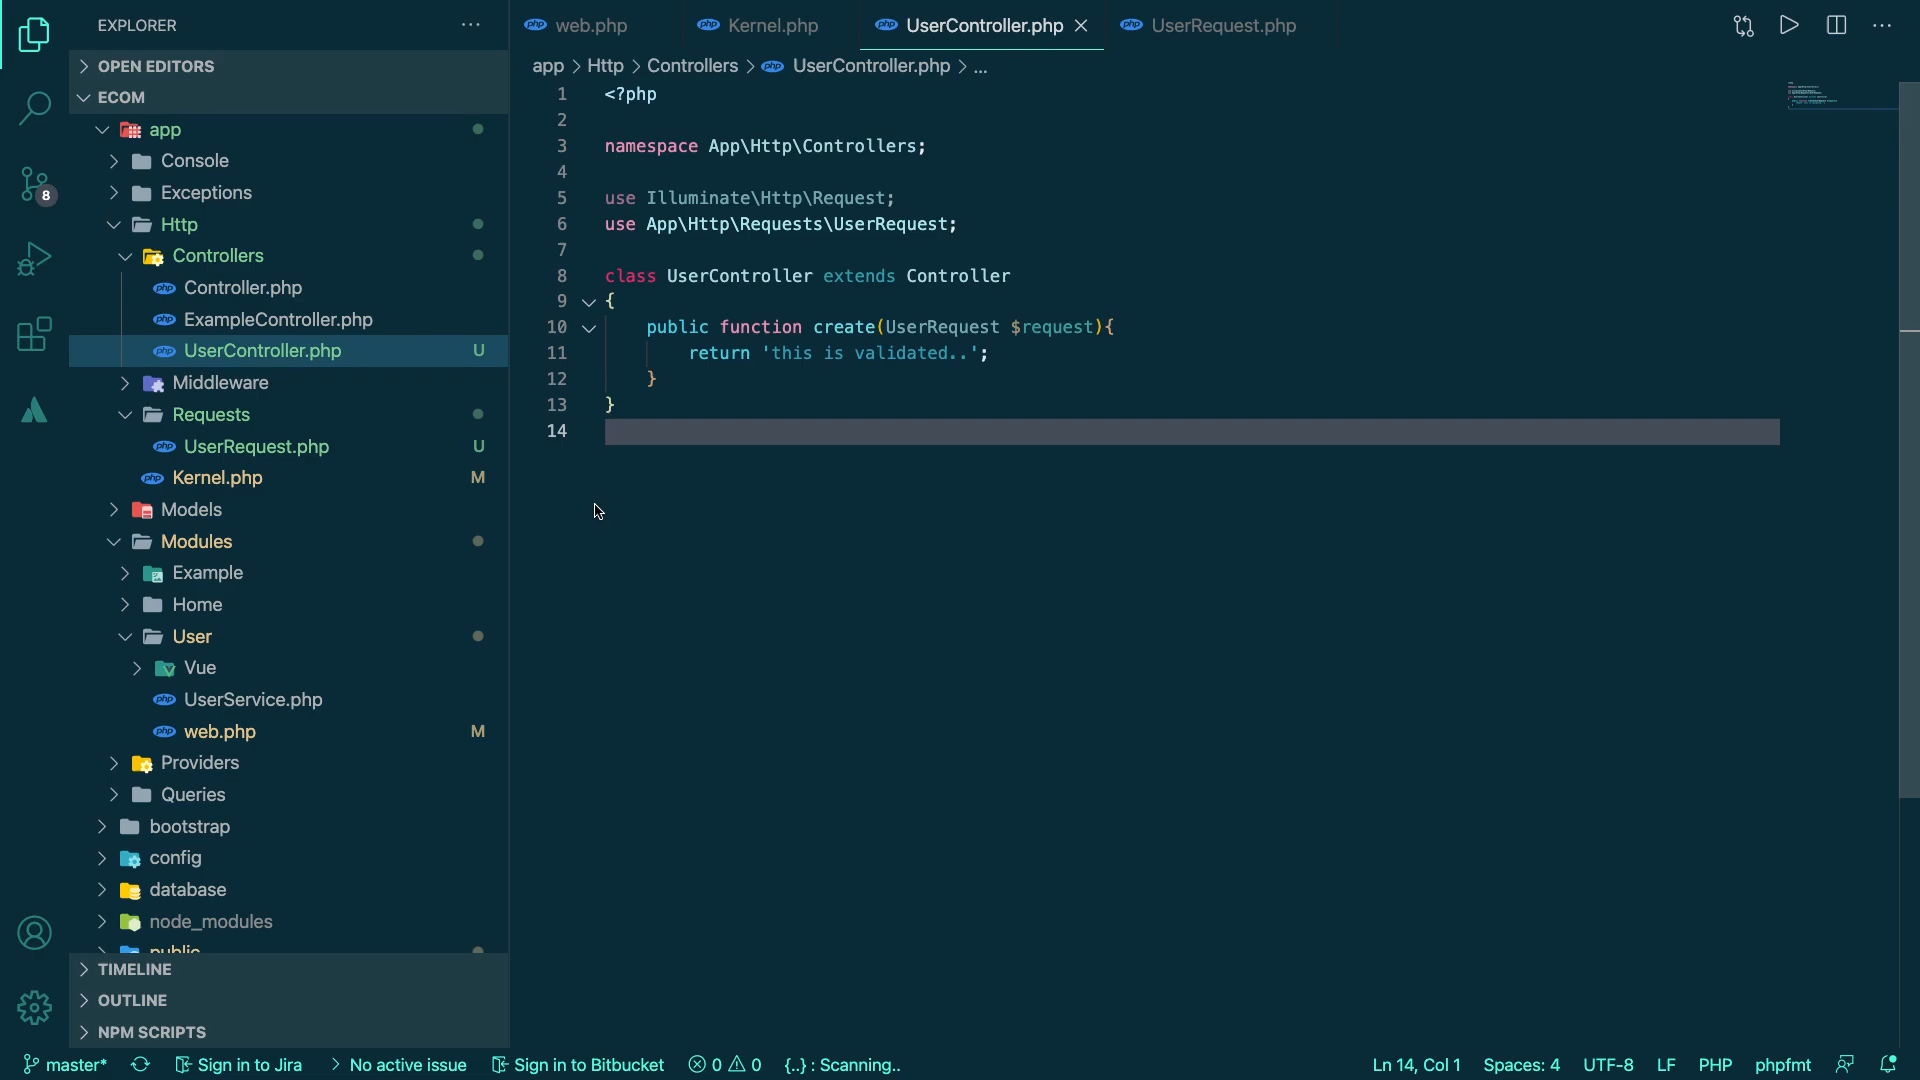 EXPLORER
OPEN EDITORS
ECOM
app
Console
Exceptions
Http
Controllers
Controller.php
ExampleController.php
UserController.php U
Middleware
Requests
UserRequest.php U
Kernel.php M
Models
Modules
Example
Home
User
Vue
UserService.php
web.php M
Providers
Queries
bootstrap
config
database
node_modules
public
TIMELINE
OUTLINE
NPM SCRIPTS
8
web.php Kernel.php UserController.php UserRequest.php
app > Http > Controllers > UserController.php > ...
1 <?php
2
3 namespace App\Http\Controllers;
4
5 use Illuminate\Http\Request;
6 use App\Http\Requests\UserRequest;
7
8 class UserController extends Controller
9 {
10 public function create(UserRequest $request){
11 return 'this is validated..';
12 }
13 }
14
master* Sign in to Jira No active issue Sign in to Bitbucket 0 0 {..} : Scanning.. Ln 14, Col 1 Spaces: 4 UTF-8 LF PHP phpfmt